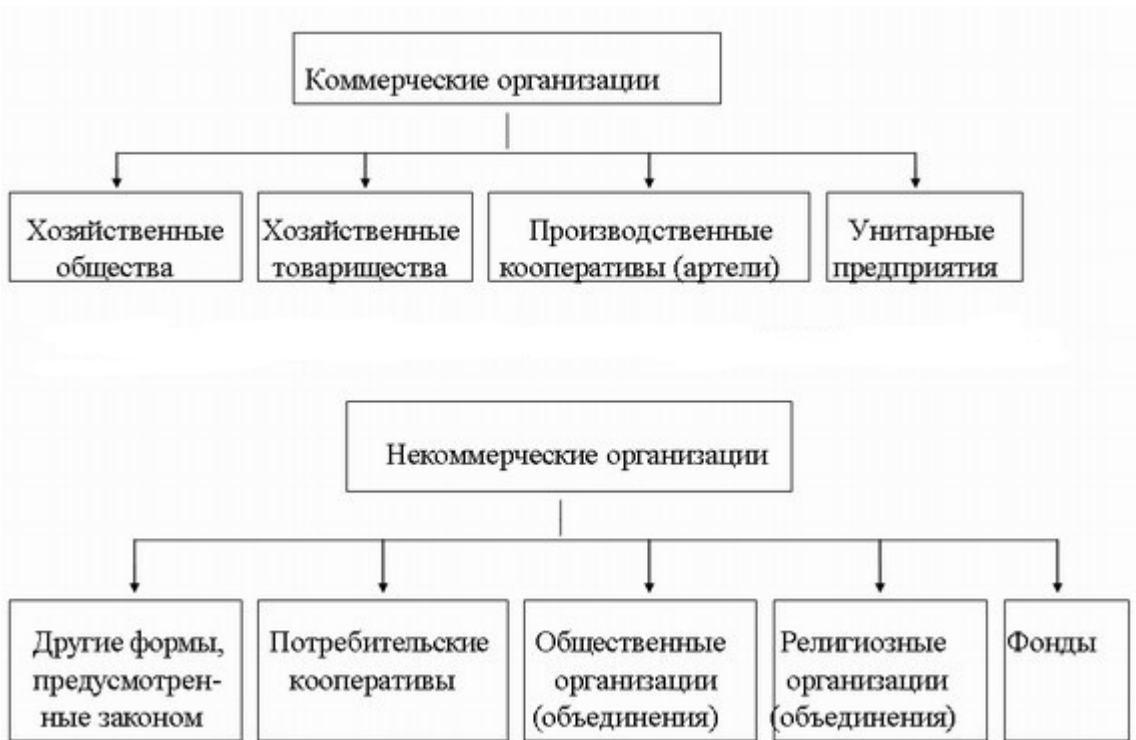 Коммерческие организации
Хозяйственные
общества
Хозяйственные
товарищества
Производственные
кооперативы (артели)
Унитарные
предприятия
Некоммерческие организации
Другие формы,
предусмотрен-
ные законом
Потребительские
кооперативы
Общественные
организации
(объединения)
Религиозные
организации
(объединения)
Фонды